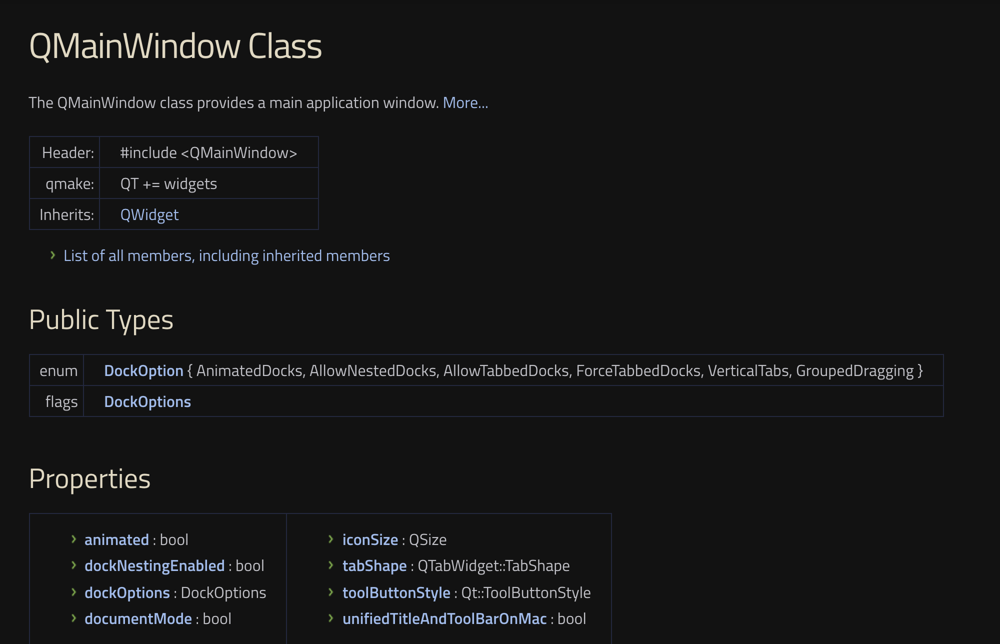 QMainWindow Class
The QMainWindow class provides a main application window. More...
Header: #include <QMainWindow>
qmake: QT += widgets
Inherits: QWidget
List of all members, including inherited members
Public Types
enum DockOption { AnimatedDocks, AllowNestedDocks, AllowTabbedDocks, ForceTabbedDocks, VerticalTabs, GroupedDragging }
flags DockOptions
Properties
animated : bool
dockNestingEnabled : bool
dockOptions : DockOptions
documentMode : bool
iconSize : QSize
tabShape : QTabWidget::TabShape
toolButtonStyle : Qt::ToolButtonStyle
unifiedTitleAndToolBarOnMac : bool